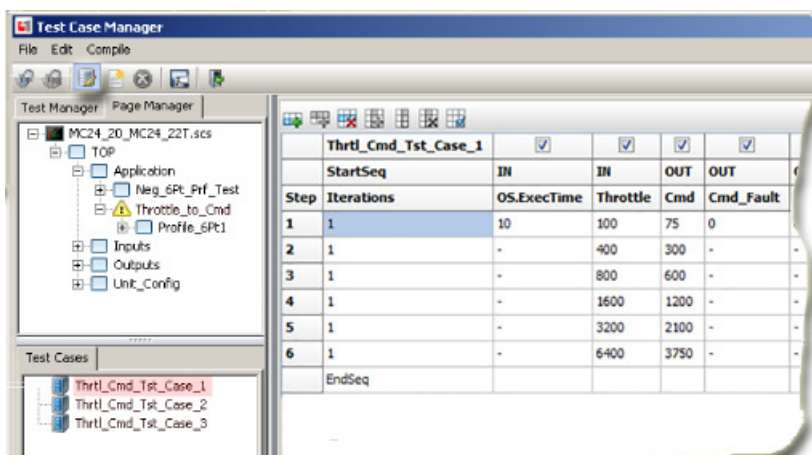 Test Case Manager
File Edit Compile
Test Manager Page Manager
MC24_20_MC24_22T.scs
TOP
Application
Neg_6Pt_Prf_Test
Throttle_to_Cmd
Profile_6Pt1
Inputs
Outputs
Unit_Config
Test Cases
Thrtl_Cmd_Tst_Case_1
Thrtl_Cmd_Tst_Case_2
Thrtl_Cmd_Tst_Case_3
Thrtl_Cmd_Tst_Case_1
StartSeq IN IN OUT OUT
Step Iterations OS.ExecTime Throttle Cmd Cmd_Fault
1 1 10 100 75 0
2 1 - 400 300 - -
3 1 - 800 600 - -
4 1 - 1600 1200 - -
5 1 - 3200 2100 - -
6 1 - 6400 3750 - -
EndSeq